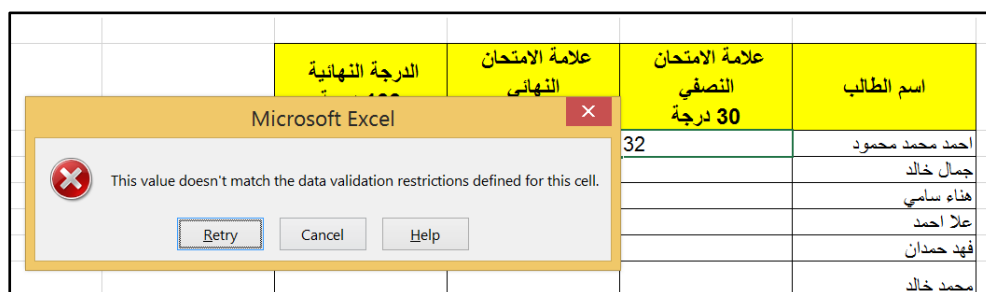 اسم الطالب
علامة الامتحان
النصفي
30 درجة
علامة الامتحان
النهائي
الدرجة النهائية
احمد محمد محمود
32
جمال خالد
هناء سامي
علا احمد
فهد حمدان
محمد خالد
Microsoft Excel
This value doesn't match the data validation restrictions defined for this cell.
Retry
Cancel
Help